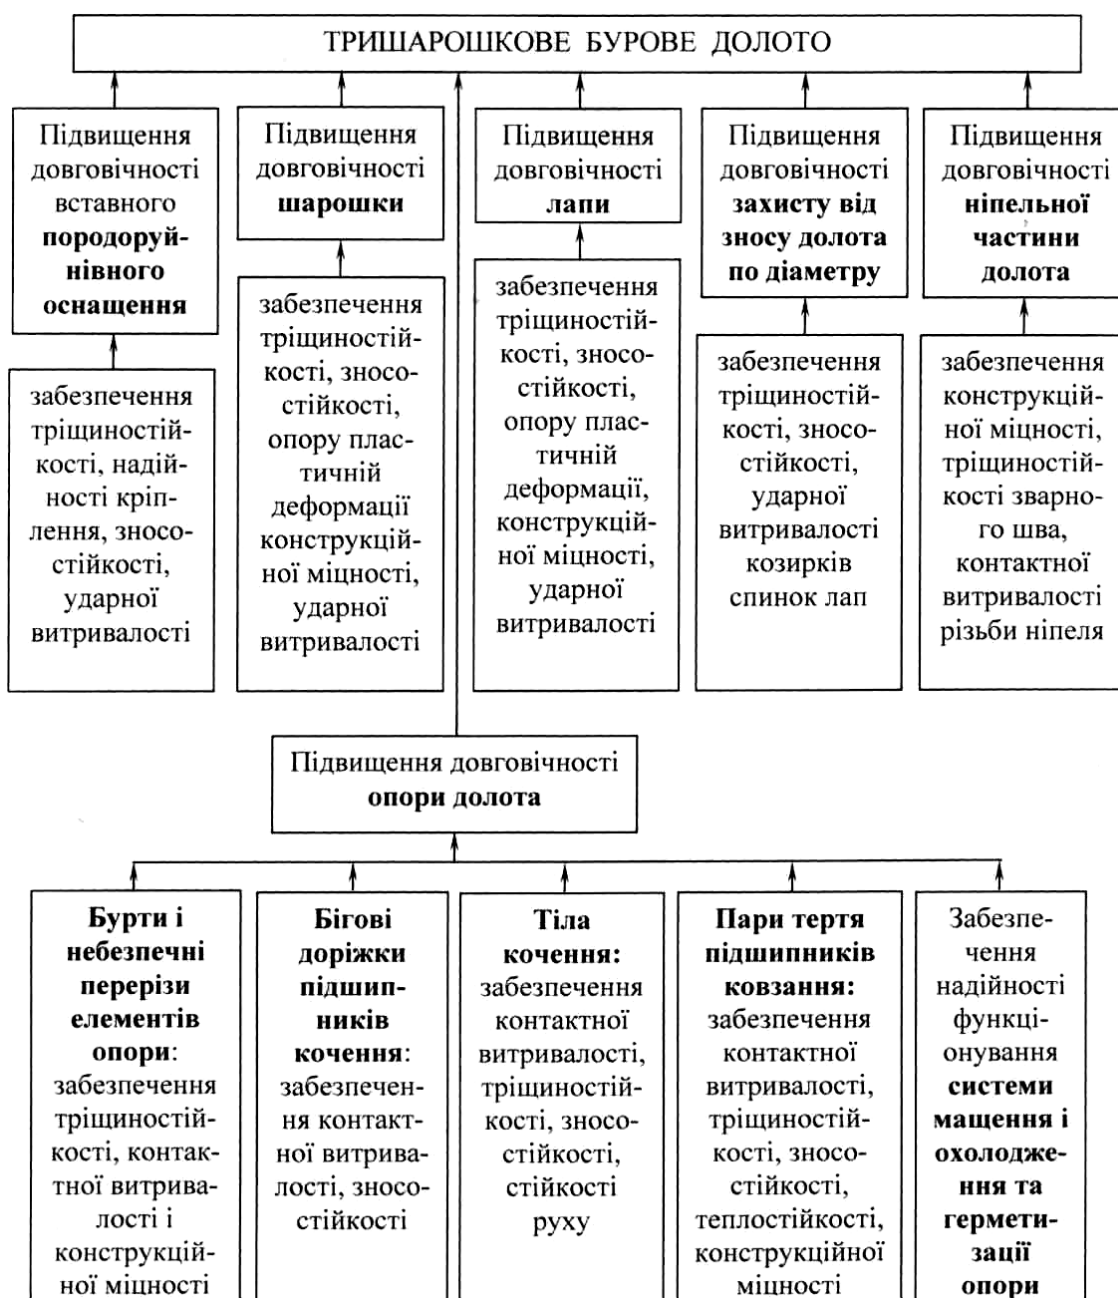 ТРИШАРОШКОВЕ БУРОВЕ ДОЛОТО
Підвищення
довговічності
вставного
породоруй-
нівного
оснащення
Підвищення
довговічності
шарошки
Підвищення
довговічності
лапи
Підвищення
довговічності
захисту від
зносу долота
по діаметру
Підвищення
довговічності
ніпельної
частини
долота
забезпечення
тріщиностій-
кості, надій-
ності кріп-
лення, зносо-
стійкості,
ударної
витривалості
забезпечення
тріщиностій-
кості, зносо-
стійкості,
опору плас-
тичній
деформації
конструкцій-
ної міцності,
ударної
витривалості
забезпечення
тріщиностій-
кості, зносо-
стійкості,
опору плас-
тичній
деформації,
конструкцій-
ної міцності,
ударної
витривалості
забезпечення
тріщиностій-
кості, зносо-
стійкості,
ударної
витривалості
козирків
спинок лап
забезпечення
конструкцій-
ної міцності,
тріщиностій-
кості зварно-
го шва,
контактної
витривалості
різьби ніпеля
Підвищення довговічності
опори долота
Бурти і
небезпечні
перерізи
елементів
опори:
забезпечення
тріщиностій-
кості, контак-
тної витрива-
лості і
конструкцій-
ної міцності
Бігові
доріжки
підшип-
ників
кочення:
забезпечен-
ня контакт-
ної витрива-
лості, зносо-
стійкості
Тіла
кочення:
забезпечення
контактної
витривалості,
тріщиностій-
кості, зносо-
стійкості,
стійкості
руху
Пари тертя
підшипників
ковзання:
забезпечення
контактної
витривалості,
тріщиностій-
кості, зносо-
стійкості,
теплостійкості,
конструкційної
міцності
Забезпе-
чення
надійності
функці-
онування
системи
мащення і
охолодже-
ння та
гермети-
зації
опори